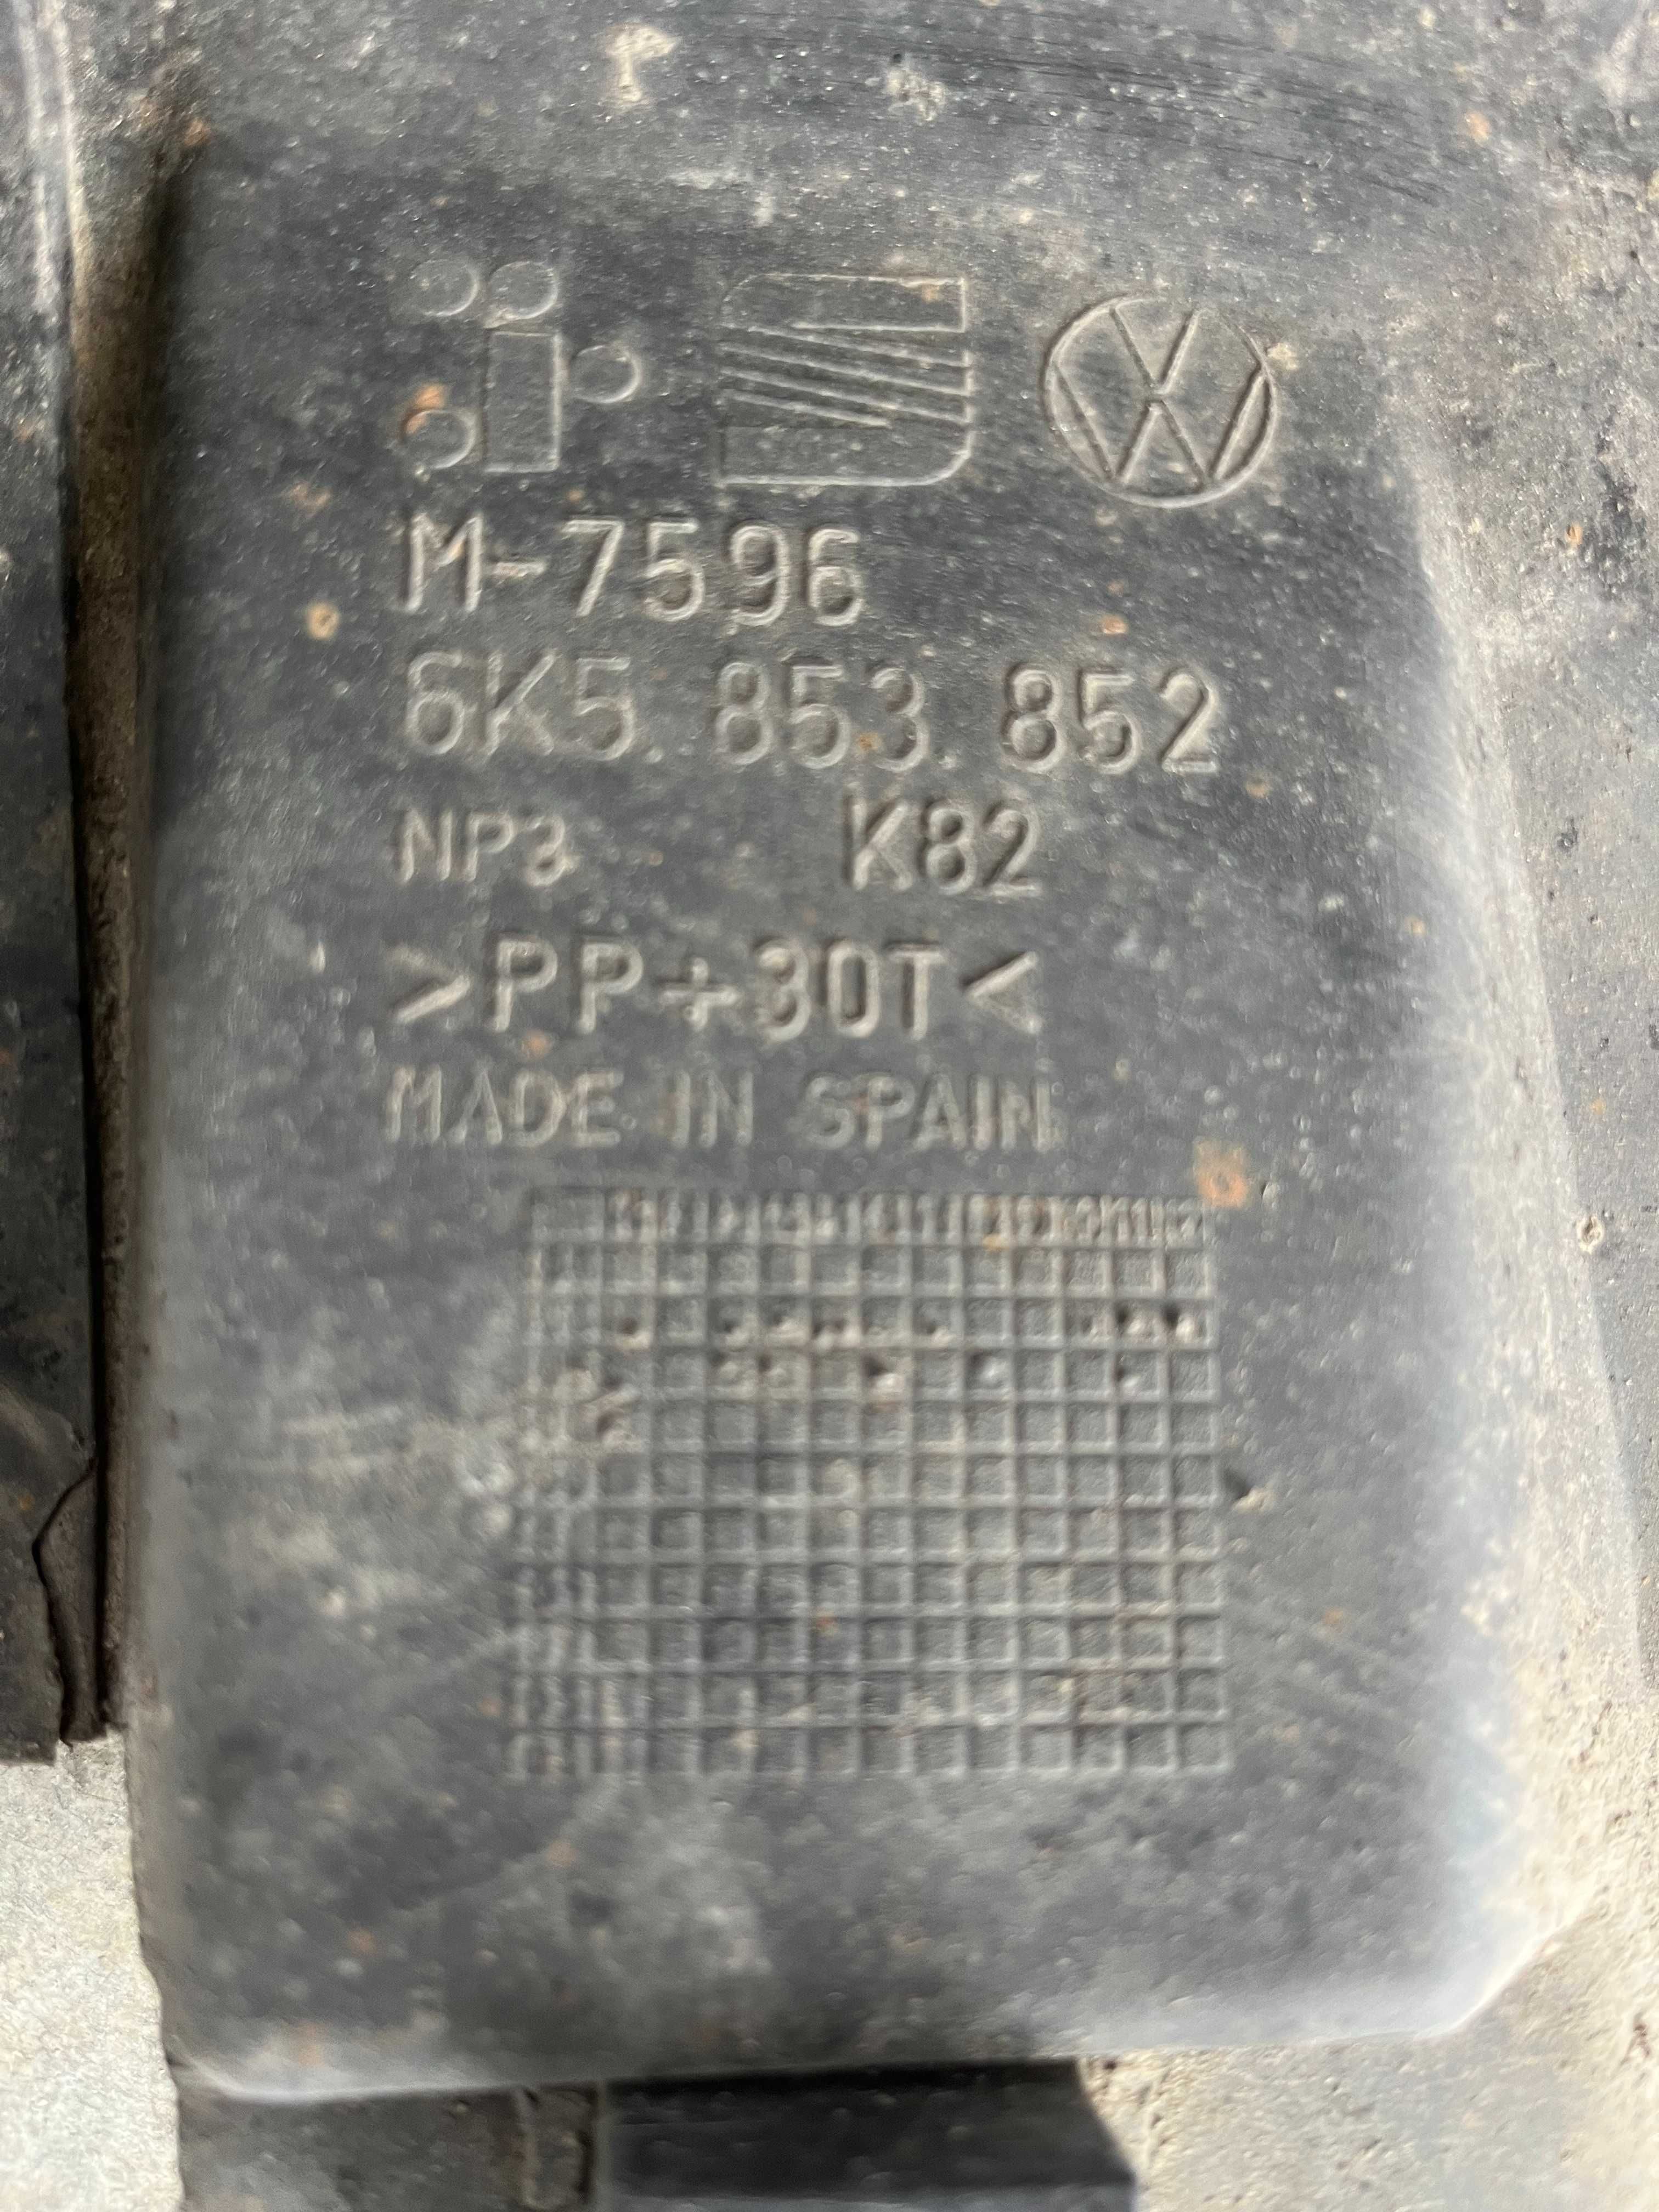 M-7596
6K5.853.852
NP3 K82
>PP+30T<
MADE IN SPAIN